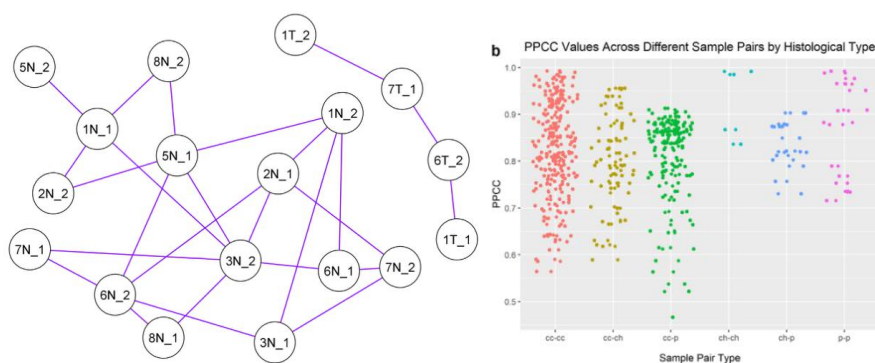 1T_2
5N_2
8N_2
7T_1
1N_1
1N_2
5N_1
6T_2
2N_1
2N_2
1T_1
7N_1
3N_2
6N_1
7N_2
6N_2
8N_1
3N_1
b
PPCC Values Across Different Sample Pairs by Histological Type
PPCC
1.0
0.9
0.8
0.7
0.6
0.5
cc-cc
cc-ch
cc-p
ch-ch
ch-p
p-p
Sample Pair Type